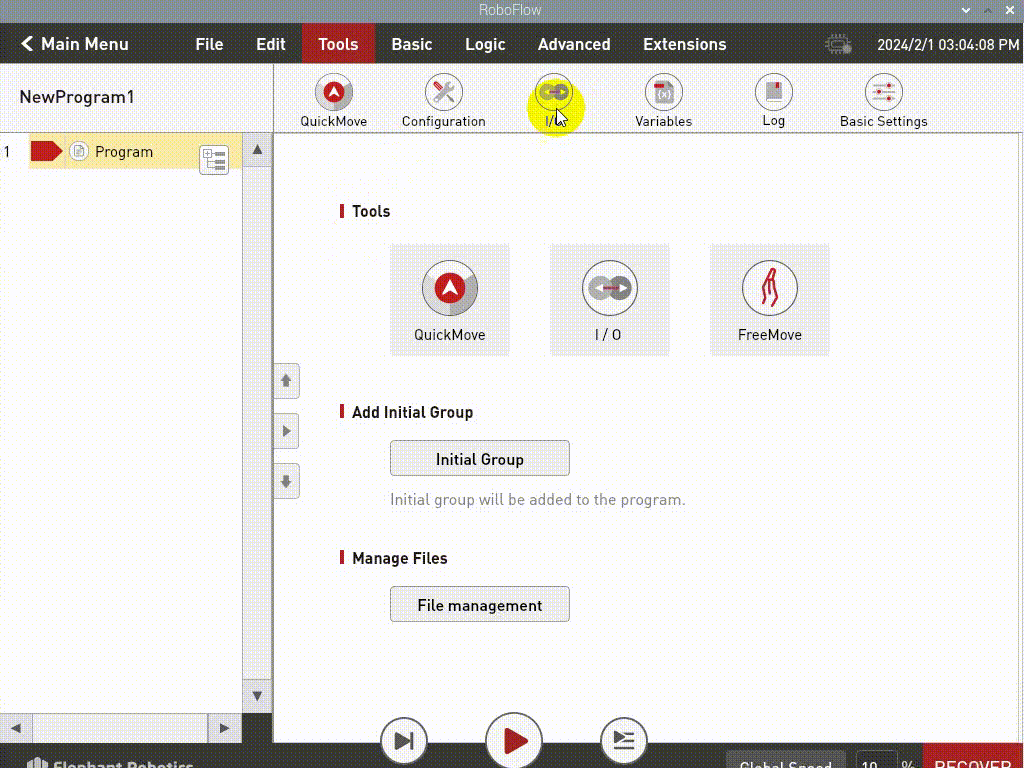 RoboFlow
Main Menu File Edit Tools Basic Logic Advanced Extensions 2024/2/1 03:04:08 PM
NewProgram1
QuickMove Configuration I/O Variables Log Basic Settings
1 Program
Tools
QuickMove I / O FreeMove
Add Initial Group
Initial Group
Initial group will be added to the program.
Manage Files
File management
Elephant Robotics Global Speed 10 % RECOVER